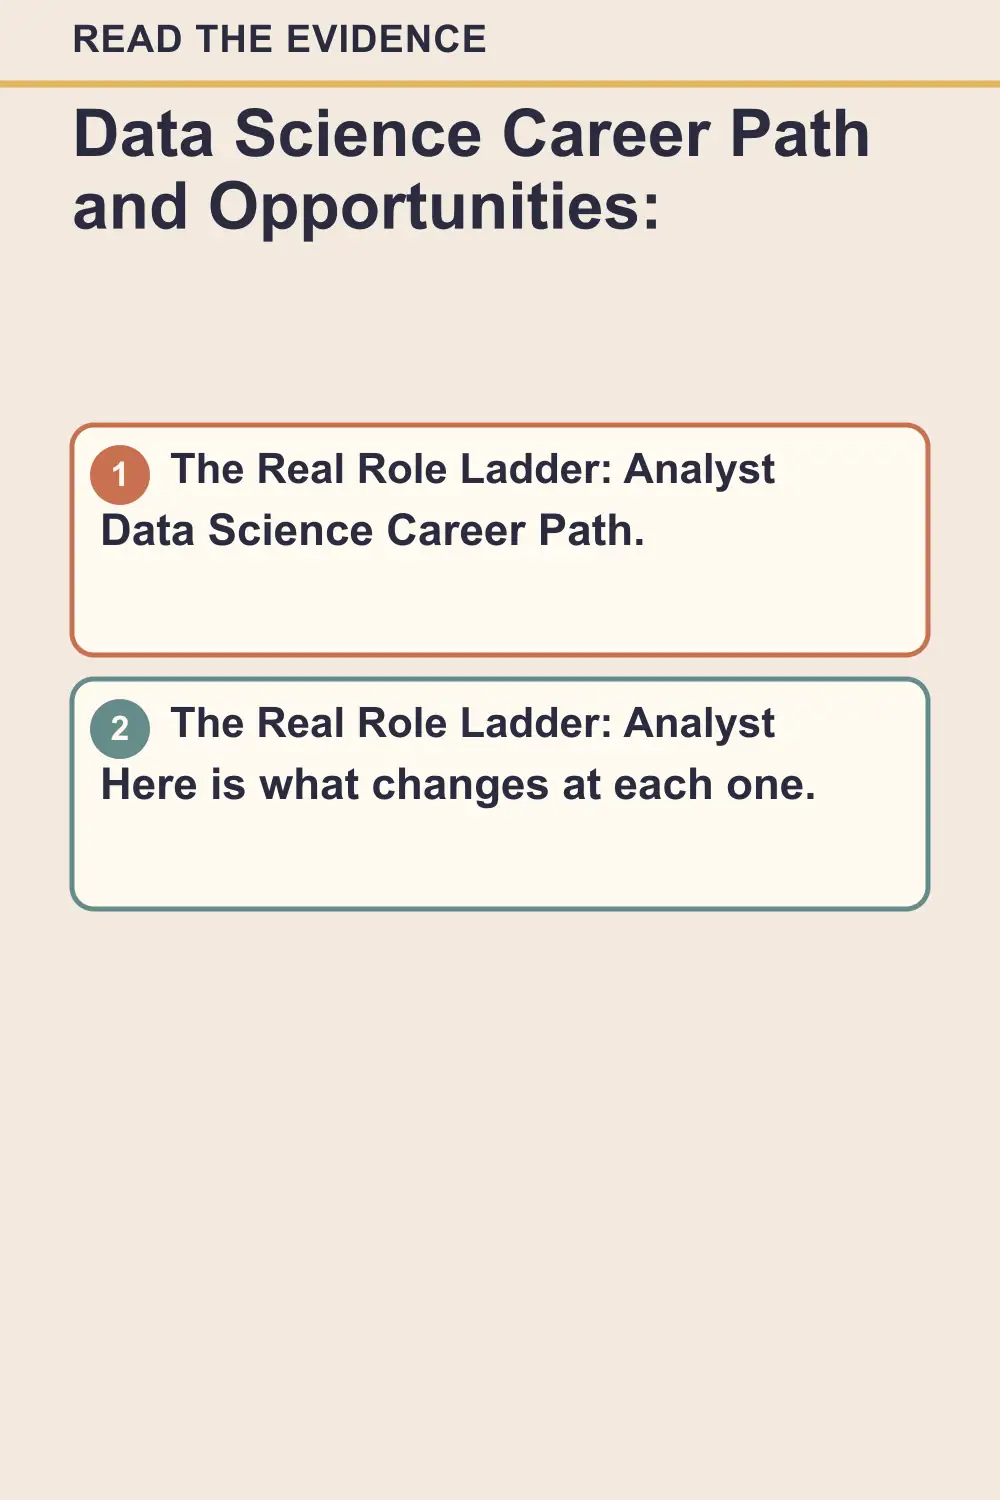 READ THE EVIDENCE
Data Science Career Path
and Opportunities:
1 The Real Role Ladder: Analyst
Data Science Career Path.
2 The Real Role Ladder: Analyst
Here is what changes at each one.